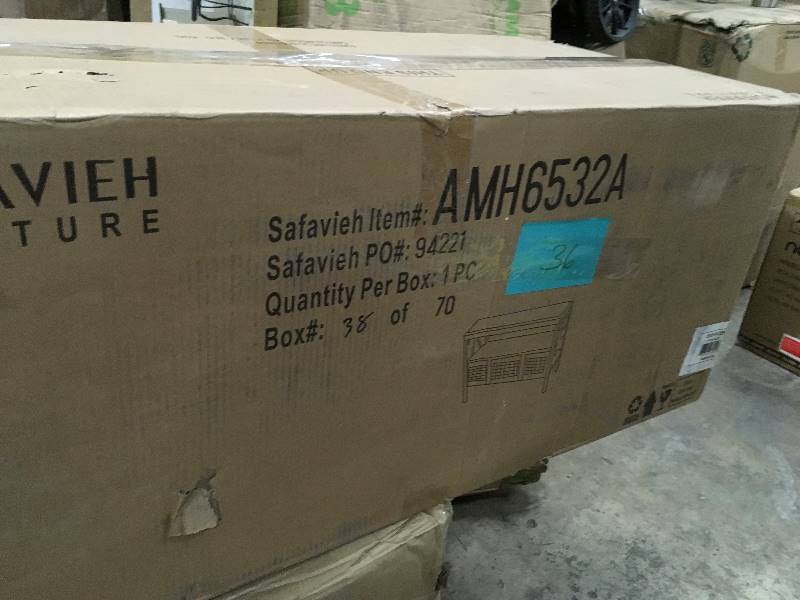 AVIEH
TURE
Safavieh Item#: AMH6532A
Safavieh PO#: 94221
Quantity Per Box: 1 PC
Box#: 38 of 70
36